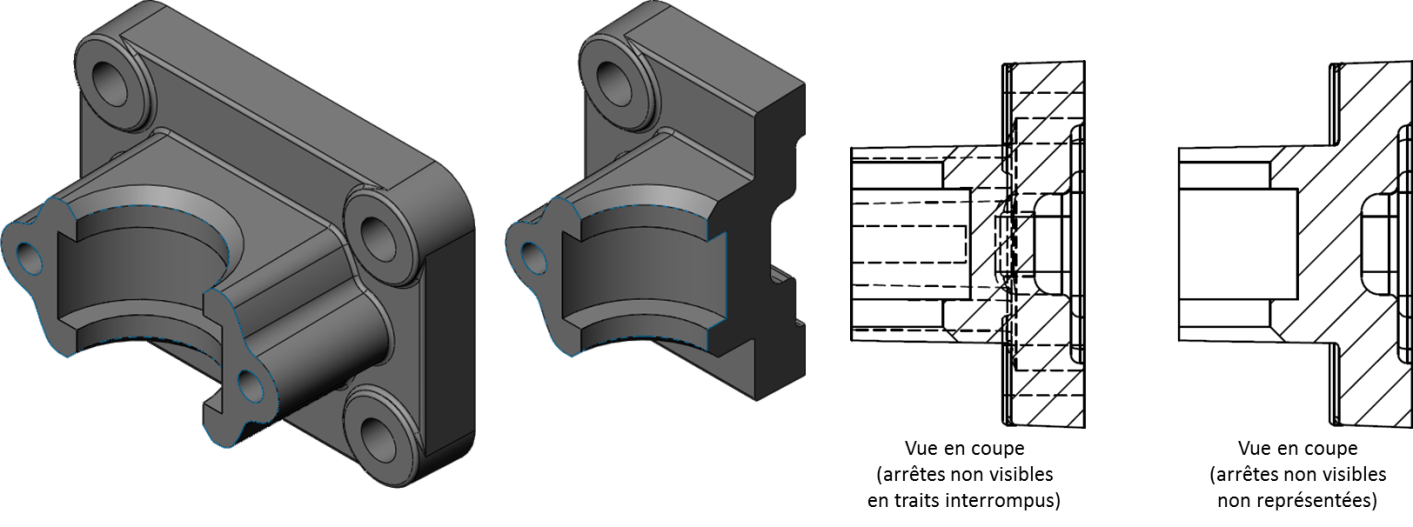 Vue en coupe
(arrêtes non visibles
en traits interrompus)
Vue en coupe
(arrêtes non visibles
non représentées)